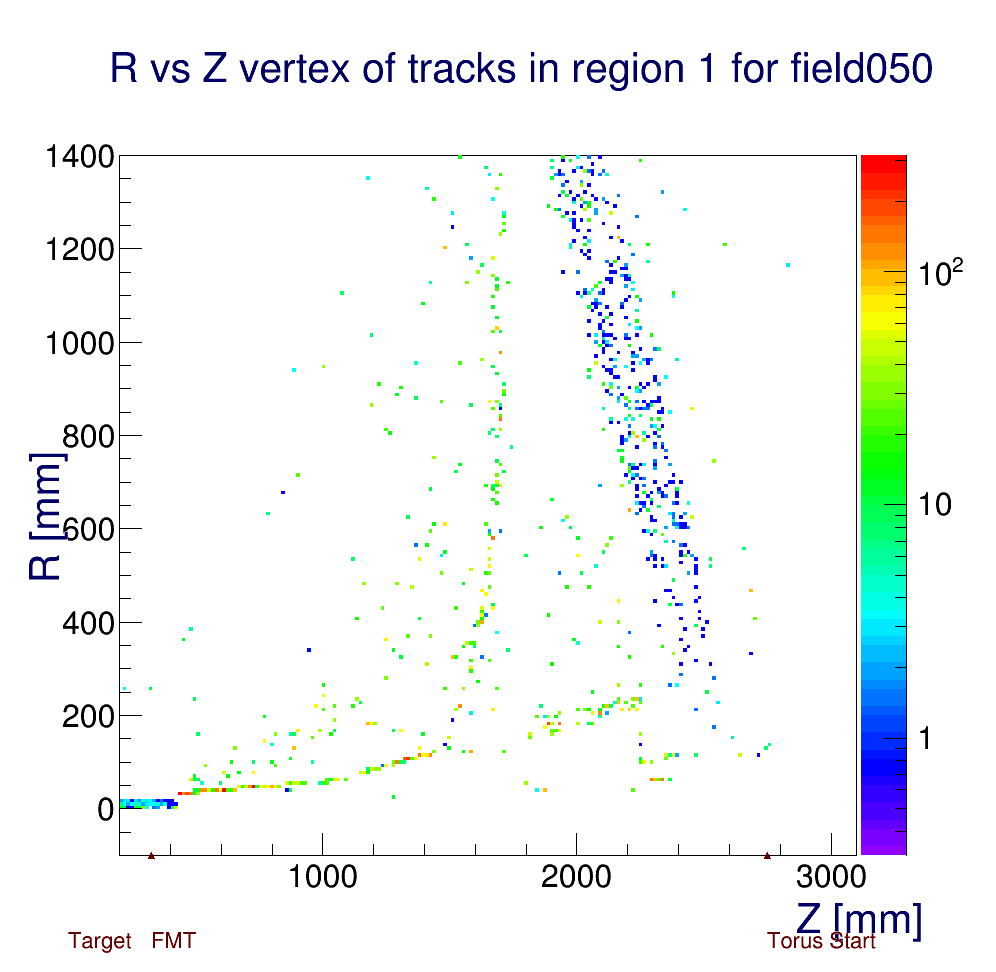 R vs Z vertex of tracks in region 1 for field050
1400
1200
1000
800
600
400
200
0
R [mm]
1000
2000
3000
Z [mm]
10²
10
1
Target FMT
Torus Start